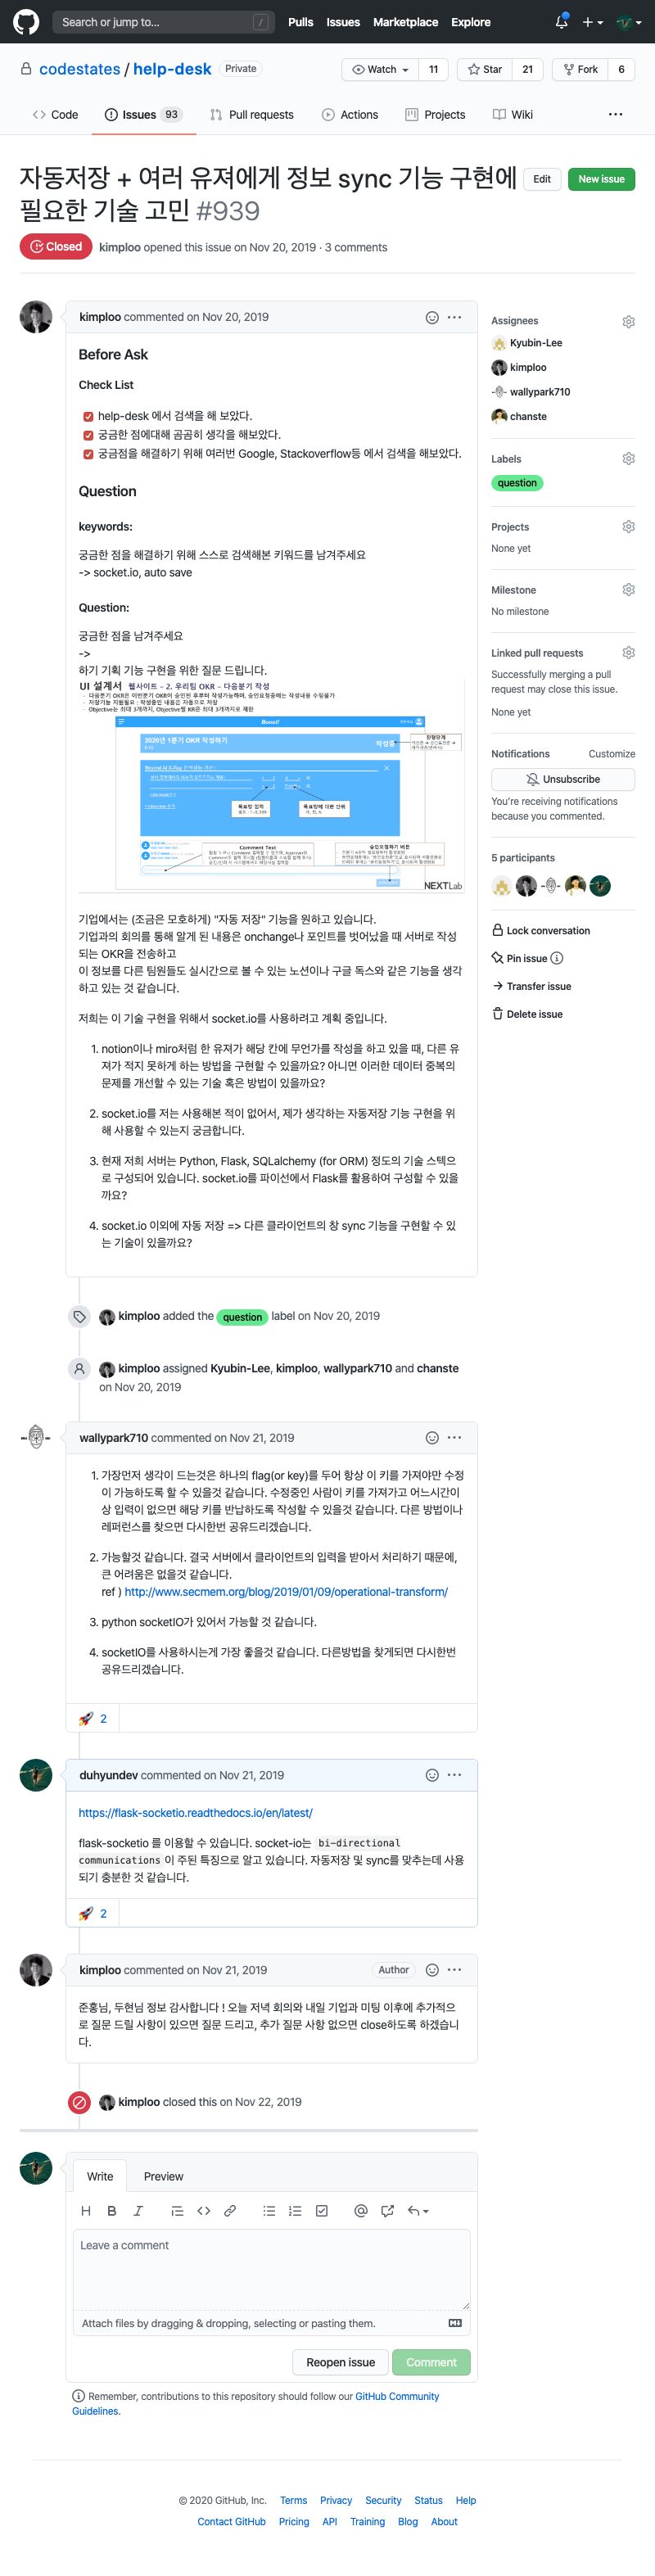 Search or jump to...
/
Pulls Issues Marketplace Explore
codestates / help-desk Private
Watch 11
Star 21
Fork 6
Code
Issues 93
Pull requests
Actions
Projects
Wiki
자동저장 + 여러 유져에게 정보 sync 기능 구현에
필요한 기술 고민 #939
Edit
New issue
Closed
kimploo opened this issue on Nov 20, 2019 · 3 comments
kimploo commented on Nov 20, 2019
Before Ask
Check List
help-desk 에서 검색을 해 보았다.
궁금한 점에대해 곰곰히 생각을 해보았다.
궁금점을 해결하기 위해 여러번 Google, Stackoverflow등 에서 검색을 해보았다.
Question
keywords:
궁금한 점을 해결하기 위해 스스로 검색해본 키워드를 남겨주세요
-> socket.io, auto save
Question:
궁금한 점을 남겨주세요
->
하기 기획 기능 구현을 위한 질문 드립니다.
UI 설계서 웹사이트 – 2. 우리팀 OKR – 다음분기 작성
2020년 1분기 OKR 작성하기
작성중
목표값 입력
목표값에 대한 단위
Comment Text
승인요청하기 버튼
NEXTLab
기업에서는 (조금은 모호하게) "자동 저장" 기능을 원하고 있습니다.
기업과의 회의를 통해 알게 된 내용은 onchange나 포인트를 벗어났을 때 서버로 작성
되는 OKR을 전송하고
이 정보를 다른 팀원들도 실시간으로 볼 수 있는 노션이나 구글 독스와 같은 기능을 생각
하고 있는 것 같습니다.
저희는 이 기술 구현을 위해서 socket.io를 사용하려고 계획 중입니다.
1. notion이나 miro처럼 한 유져가 해당 칸에 무언가를 작성을 하고 있을 때, 다른 유
져가 적지 못하게 하는 방법을 구현할 수 있을까요? 아니면 이러한 데이터 중복의
문제를 개선할 수 있는 기술 혹은 방법이 있을까요?
2. socket.io를 저는 사용해본 적이 없어서, 제가 생각하는 자동저장 기능 구현을 위
해 사용할 수 있는지 궁금합니다.
3. 현재 저희 서버는 Python, Flask, SQLalchemy (for ORM) 정도의 기술 스텍으
로 구성되어 있습니다. socket.io를 파이선에서 Flask를 활용하여 구성할 수 있을
까요?
4. socket.io 이외에 자동 저장 => 다른 클라이언트의 창 sync 기능을 구현할 수 있
는 기술이 있을까요?
Assignees
Kyubin-Lee
kimploo
wallypark710
chanste
Labels
question
Projects
None yet
Milestone
No milestone
Linked pull requests
Successfully merging a pull
request may close this issue.
None yet
Notifications Customize
Unsubscribe
You're receiving notifications
because you commented.
5 participants
Lock conversation
Pin issue
Transfer issue
Delete issue
kimploo added the question label on Nov 20, 2019
kimploo assigned Kyubin-Lee, kimploo, wallypark710 and chanste
on Nov 20, 2019
wallypark710 commented on Nov 21, 2019
1. 가장먼저 생각이 드는것은 하나의 flag(or key)를 두어 항상 이 키를 가져야만 수정
이 가능하도록 할 수 있을것 같습니다. 수정중인 사람이 키를 가져가고 어느시간이
상 입력이 없으면 해당 키를 반납하도록 작성할 수 있을것 같습니다. 다른 방법이나
레퍼런스를 찾으면 다시한번 공유드리겠습니다.
2. 가능할것 같습니다. 결국 서버에서 클라이언트의 입력을 받아서 처리하기 때문에,
큰 어려움은 없을것 같습니다.
ref ) http://www.secmem.org/blog/2019/01/09/operational-transform/
3. python socketIO가 있어서 가능할 것 같습니다.
4. socketIO를 사용하시는게 가장 좋을것 같습니다. 다른방법을 찾게되면 다시한번
공유드리겠습니다.
🚀 2
duhyundev commented on Nov 21, 2019
https://flask-socketio.readthedocs.io/en/latest/
flask-socketio 를 이용할 수 있습니다. socket-io는 bi-directional
communications 이 주된 특징으로 알고 있습니다. 자동저장 및 sync를 맞추는데 사용
되기 충분한 것 같습니다.
🚀 2
kimploo commented on Nov 21, 2019 Author
준홍님, 두현님 정보 감사합니다 ! 오늘 저녁 회의와 내일 기업과 미팅 이후에 추가적으
로 질문 드릴 사항이 있으면 질문 드리고, 추가 질문 사항 없으면 close하도록 하겠습니
다.
kimploo closed this on Nov 22, 2019
Write Preview
Leave a comment
Attach files by dragging & dropping, selecting or pasting them.
Reopen issue
Comment
Remember, contributions to this repository should follow our GitHub Community
Guidelines.
© 2020 GitHub, Inc. Terms Privacy Security Status Help
Contact GitHub Pricing API Training Blog About